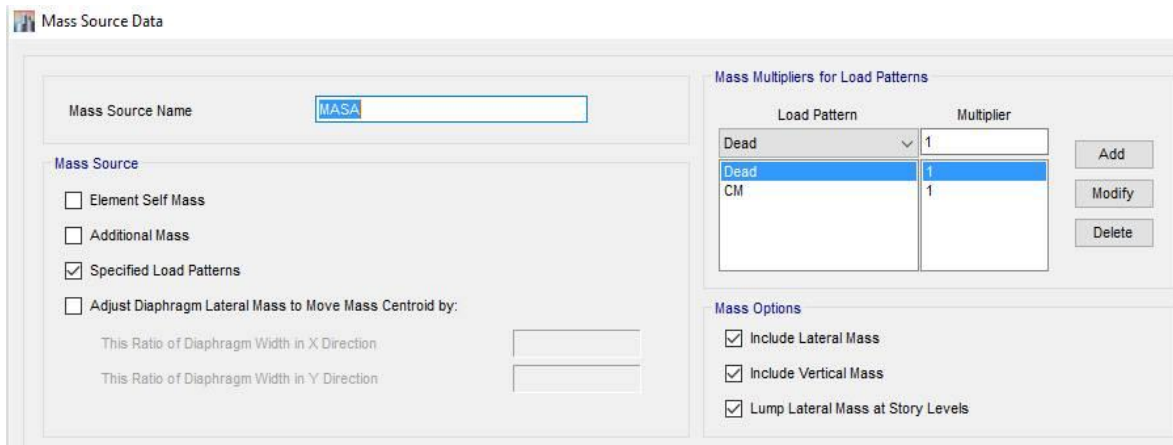 Mass Source Data
Mass Source Name
MASA
Mass Source
Element Self Mass
Additional Mass
Specified Load Patterns
Adjust Diaphragm Lateral Mass to Move Mass Centroid by:
This Ratio of Diaphragm Width in X Direction
This Ratio of Diaphragm Width in Y Direction
Mass Multipliers for Load Patterns
Load Pattern Multiplier
Dead 1
Dead 1
CM 1
Add
Modify
Delete
Mass Options
Include Lateral Mass
Include Vertical Mass
Lump Lateral Mass at Story Levels